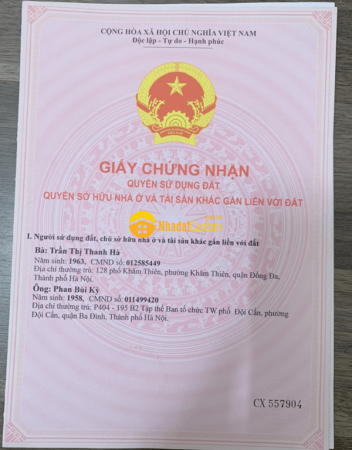 CỘNG HÒA XÃ HỘI CHỦ NGHĨA VIỆT NAM
Độc lập - Tự do - Hạnh phúc
GIẤY CHỨNG NHẬN
QUYỀN SỬ DỤNG ĐẤT
QUYỀN SỞ HỮU NHÀ Ở VÀ TÀI SẢN KHÁC GẮN LIỀN VỚI ĐẤT
I. Người sử dụng đất, chủ sở hữu nhà ở và tài sản khác gắn liền với đất
Bà: Trần Thị Thanh Hà
Năm sinh: 1963, CMND số: 012585449
Địa chỉ thường trú: 128 phố Khâm Thiên, phường Khâm Thiên, quận Đống Đa,
Thành phố Hà Nội.
Ông: Phan Bùi Kỳ
Năm sinh: 1958, CMND số: 011499420
Địa chỉ thường trú: P404 - 195 B2 Tập thể Ban tổ chức TW phố Đội Cấn, phường
Đội Cấn, quận Ba Đình, Thành phố Hà Nội.
CX 557904